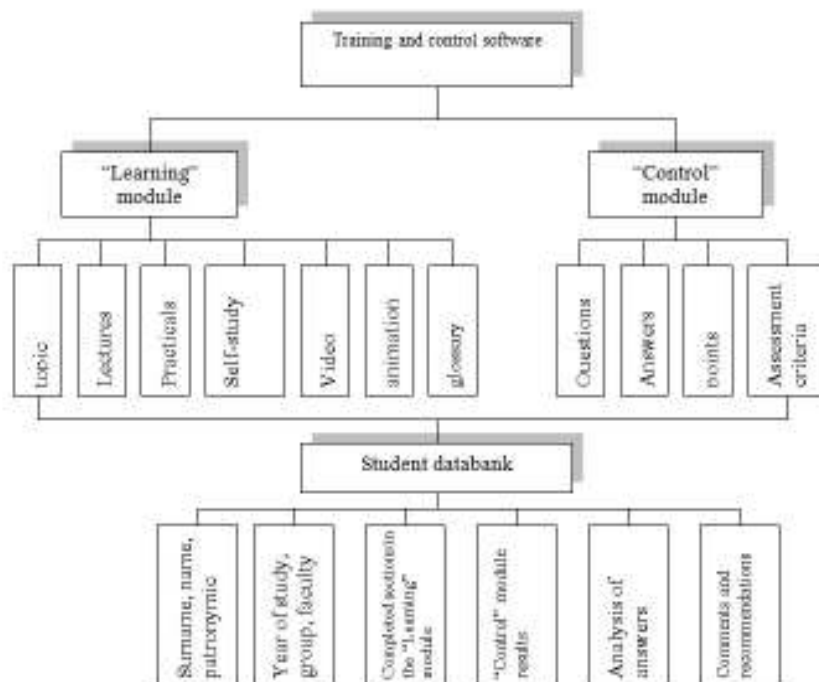 Training and control software
“Learning”
module
“Control”
module
topic
Lectures
Practicals
Self-study
Video
animation
glossary
Questions
Answers
points
Assessment
criteria
Student databank
Surname, name,
patronymic
Year of study,
group, faculty
Completed sectionsin
the “Learning”
module
“Control” module
results
Analysis of
answers
Comments and
recommendations